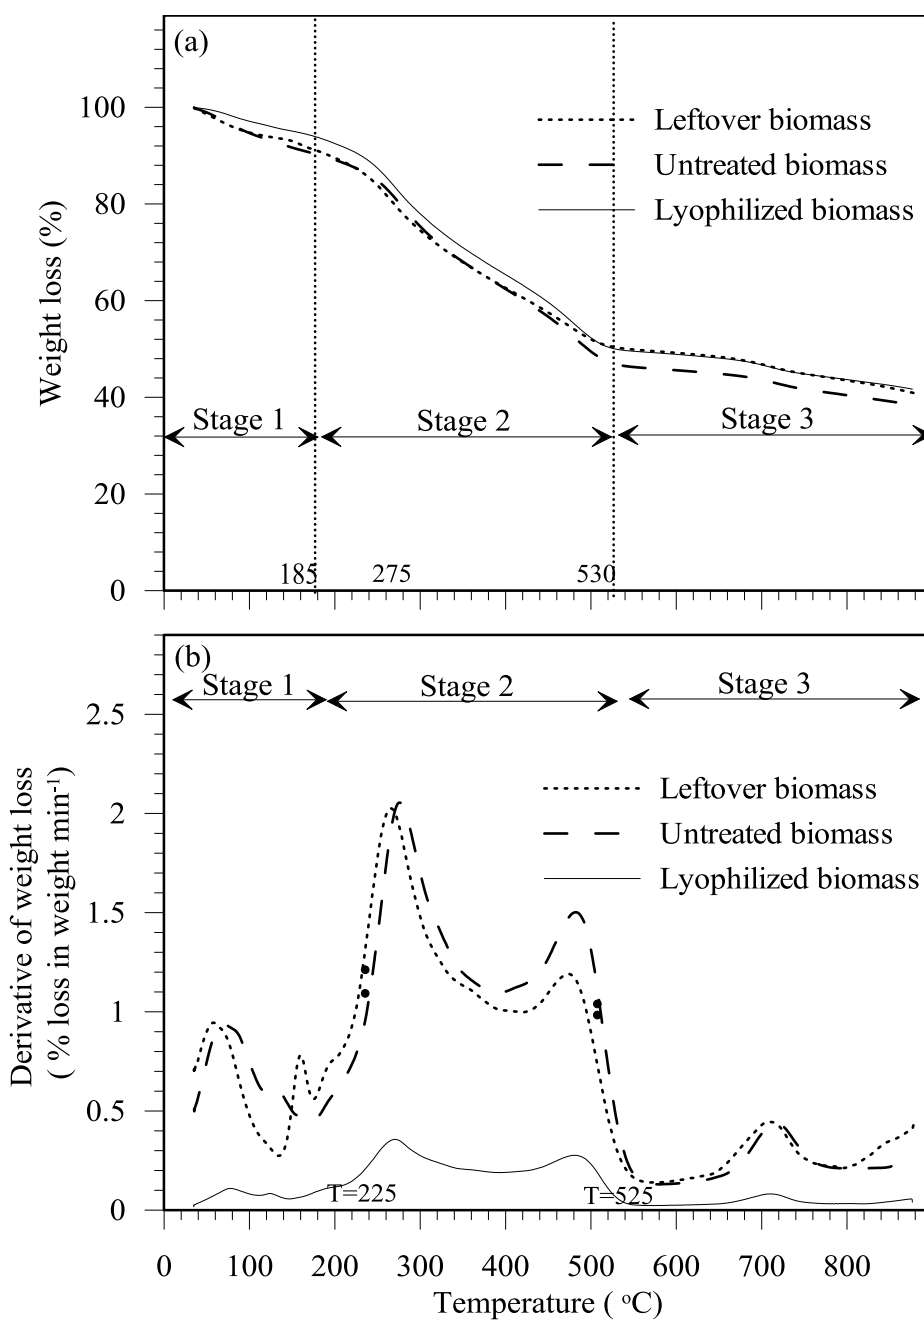 (a)
100
80
60
40
20
0
Weight loss (%)
Leftover biomass
Untreated biomass
Lyophilized biomass
Stage 1
Stage 2
Stage 3
185
275
530
(b)
Stage 1
Stage 2
Stage 3
2.5
2
1.5
1
0.5
0
Derivative of weight loss
( % loss in weight min⁻¹)
Leftover biomass
Untreated biomass
Lyophilized biomass
T=225
T=525
0 100 200 300 400 500 600 700 800
Temperature ( °C)